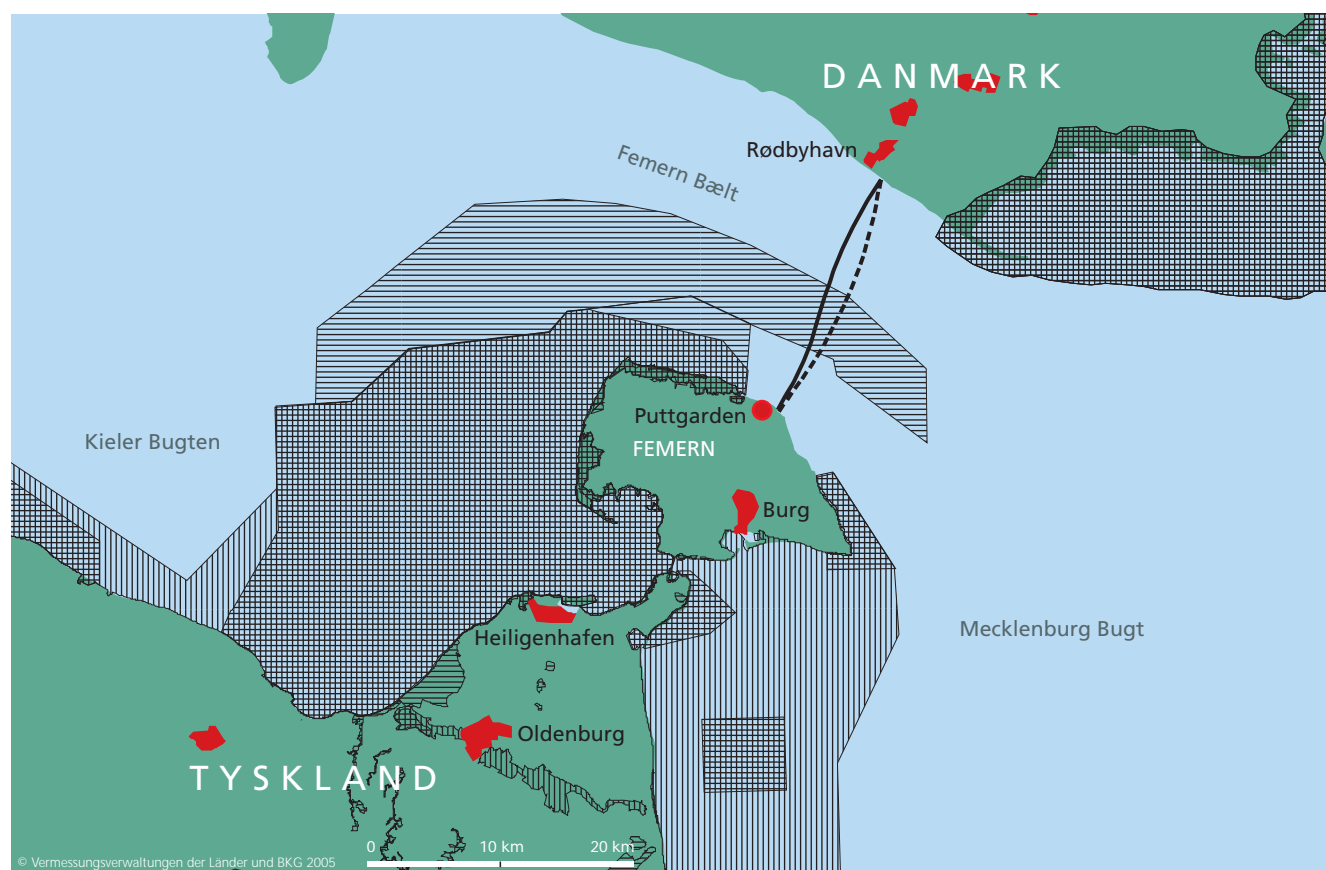 DANMARK
Rødbyhavn
Femern Bælt
Puttgarden
Kieler Bugten
FEMERN
Burg
Mecklenburg Bugt
Heiligenhafen
Oldenburg
TYSKLAND
0 10 km 20 km
© Vermessungsverwaltungen der Länder und BKG 2005